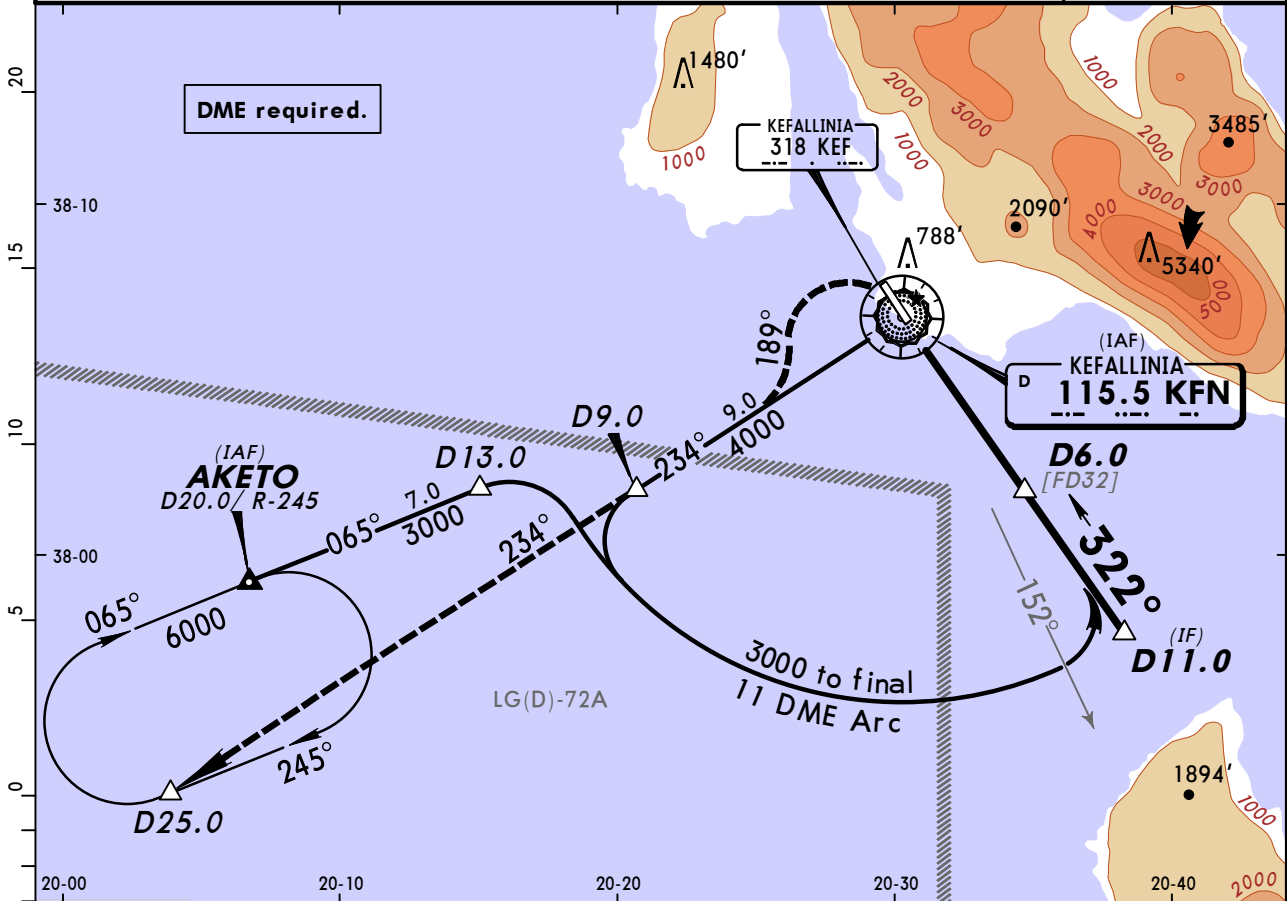 DME required.
1480'
1000
KEFALLINIA
318 KEF
2000
3000
1000
1000
2000
3485'
3000
3000
4000
2090'
5340'
5000
788'
20
38-10
15
10
38-00
5
0
(IAF)
KEFALLINIA
D
115.5 KFN
189°
9.0
4000
234°
D9.0
D13.0
(IAF)
AKETO
D20.0/ R-245
7.0
3000
065°
234°
D6.0
[FD32]
322°
152°
(IF)
D11.0
065°
6000
3000 to final
11 DME Arc
LG(D)-72A
245°
D25.0
1894'
1000
2000
20-00
20-10
20-20
20-30
20-40